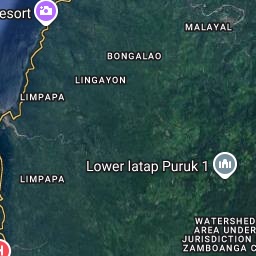 esort
MALAYAL
BONGALAO
LINGAYON
LIMPAPA
Lower latap Puruk 1
LIMPAPA
WATERSHED
AREA UNDER
JURISDICTION
ZAMBOANGA C
H